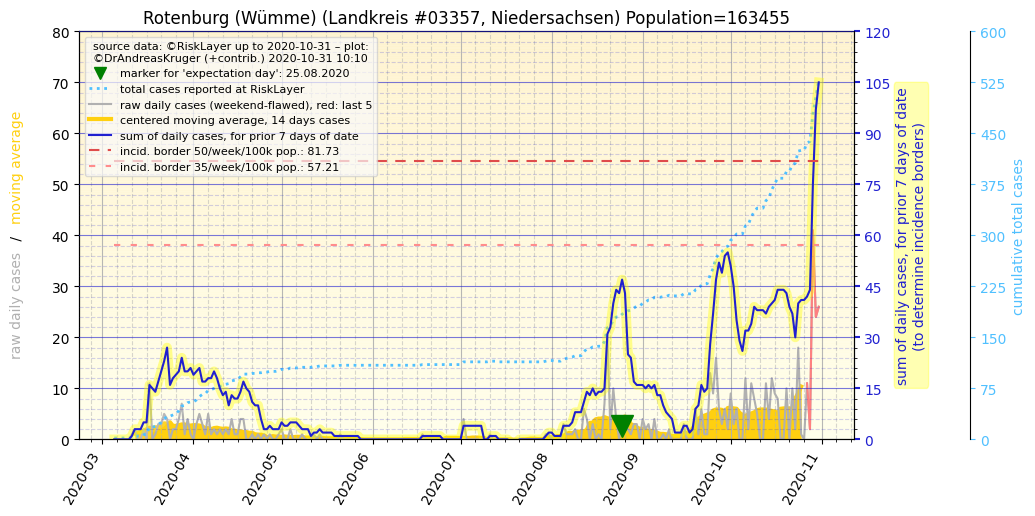 Rotenburg (Wümme) (Landkreis #03357, Niedersachsen) Population=163455
source data: ©RiskLayer up to 2020-10-31 – plot:
©DrAndreasKruger (+contrib.) 2020-10-31 10:10
marker for 'expectation day': 25.08.2020
total cases reported at RiskLayer
raw daily cases (weekend-flawed), red: last 5
centered moving average, 14 days cases
sum of daily cases, for prior 7 days of date
incid. border 50/week/100k pop.: 81.73
incid. border 35/week/100k pop.: 57.21
raw daily cases / moving average
80
70
60
50
40
30
20
10
0
120
105
90
75
60
45
30
15
0
sum of daily cases, for prior 7 days of date
(to determine incidence borders)
600
525
450
375
300
225
150
75
0
cumulative total cases
2020-03
2020-04
2020-05
2020-06
2020-07
2020-08
2020-09
2020-10
2020-11